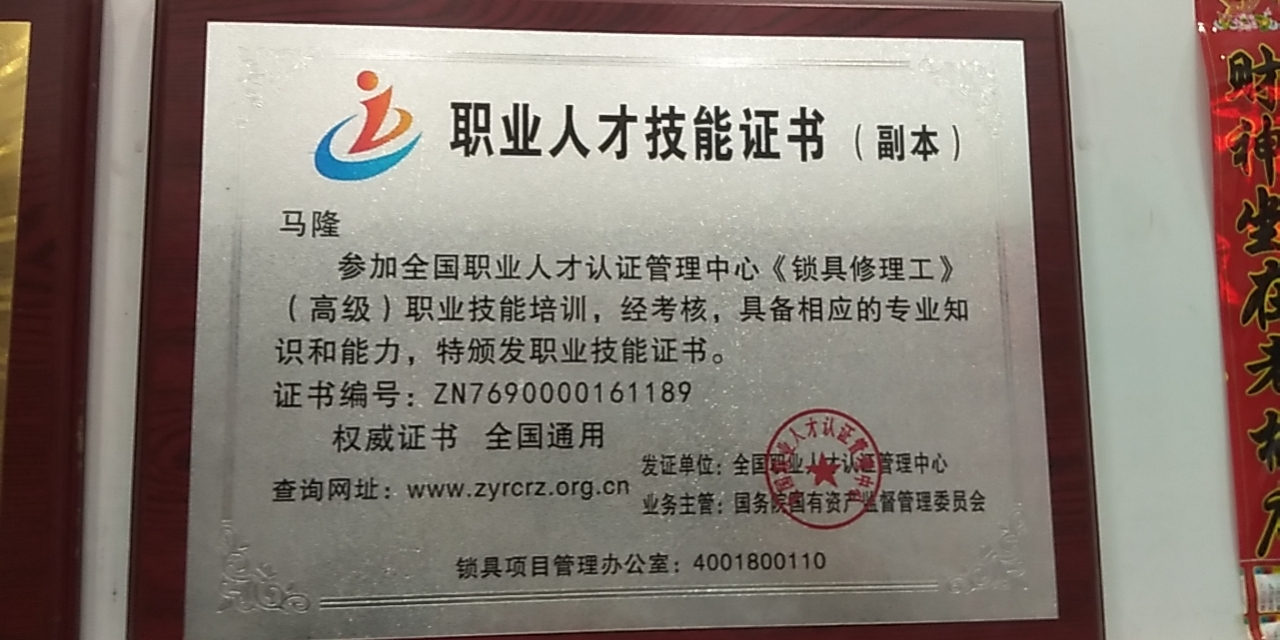 职业人才技能证书（副本）
马隆
参加全国职业人才认证管理中心《锁具修理工》
（高级）职业技能培训，经考核，具备相应的专业知
识和能力，特颁发职业技能证书。
证书编号：ZN7690000161189
权威证书 全国通用
查询网址：www.zyrcrz.org.cn
发证单位：全国职业人才认证管理中心
业务主管：国务院国有资产监督管理委员会
锁具项目管理办公室：4001800110
财神坐在老板